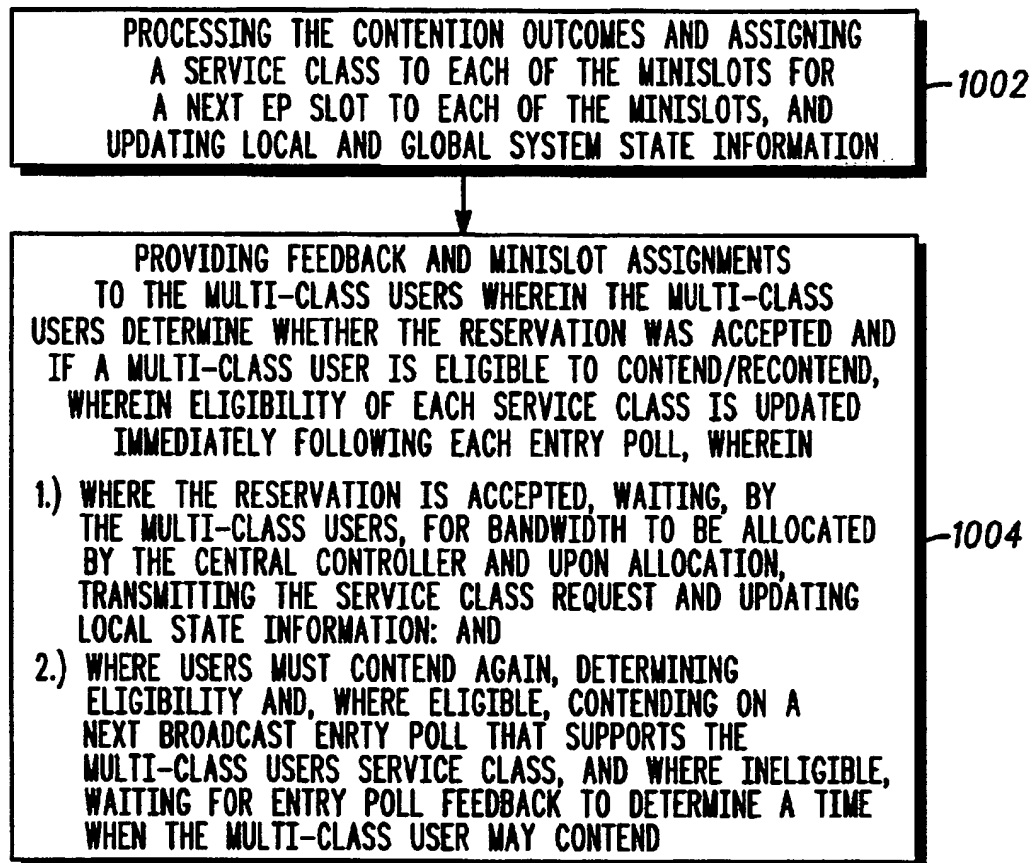 PROCESSING THE CONTENTION OUTCOMES AND ASSIGNING
A SERVICE CLASS TO EACH OF THE MINISLOTS FOR
A NEXT EP SLOT TO EACH OF THE MINISLOTS, AND
UPDATING LOCAL AND GLOBAL SYSTEM STATE INFORMATION
1002
PROVIDING FEEDBACK AND MINISLOT ASSIGNMENTS
TO THE MULTI-CLASS USERS WHEREIN THE MULTI-CLASS
USERS DETERMINE WHETHER THE RESERVATION WAS ACCEPTED AND
IF A MULTI-CLASS USER IS ELIGIBLE TO CONTEND/RECONTEND,
WHEREIN ELIGIBILITY OF EACH SERVICE CLASS IS UPDATED
IMMEDIATELY FOLLOWING EACH ENTRY POLL, WHEREIN
1.) WHERE THE RESERVATION IS ACCEPTED, WAITING, BY
THE MULTI-CLASS USERS, FOR BANDWIDTH TO BE ALLOCATED
BY THE CENTRAL CONTROLLER AND UPON ALLOCATION,
TRANSMITTING THE SERVICE CLASS REQUEST AND UPDATING
LOCAL STATE INFORMATION: AND
2.) WHERE USERS MUST CONTEND AGAIN, DETERMINING
ELIGIBILITY AND, WHERE ELIGIBLE, CONTENDING ON A
NEXT BROADCAST ENRTY POLL THAT SUPPORTS THE
MULTI-CLASS USERS SERVICE CLASS, AND WHERE INELIGIBLE,
WAITING FOR ENTRY POLL FEEDBACK TO DETERMINE A TIME
WHEN THE MULTI-CLASS USER MAY CONTEND
1004